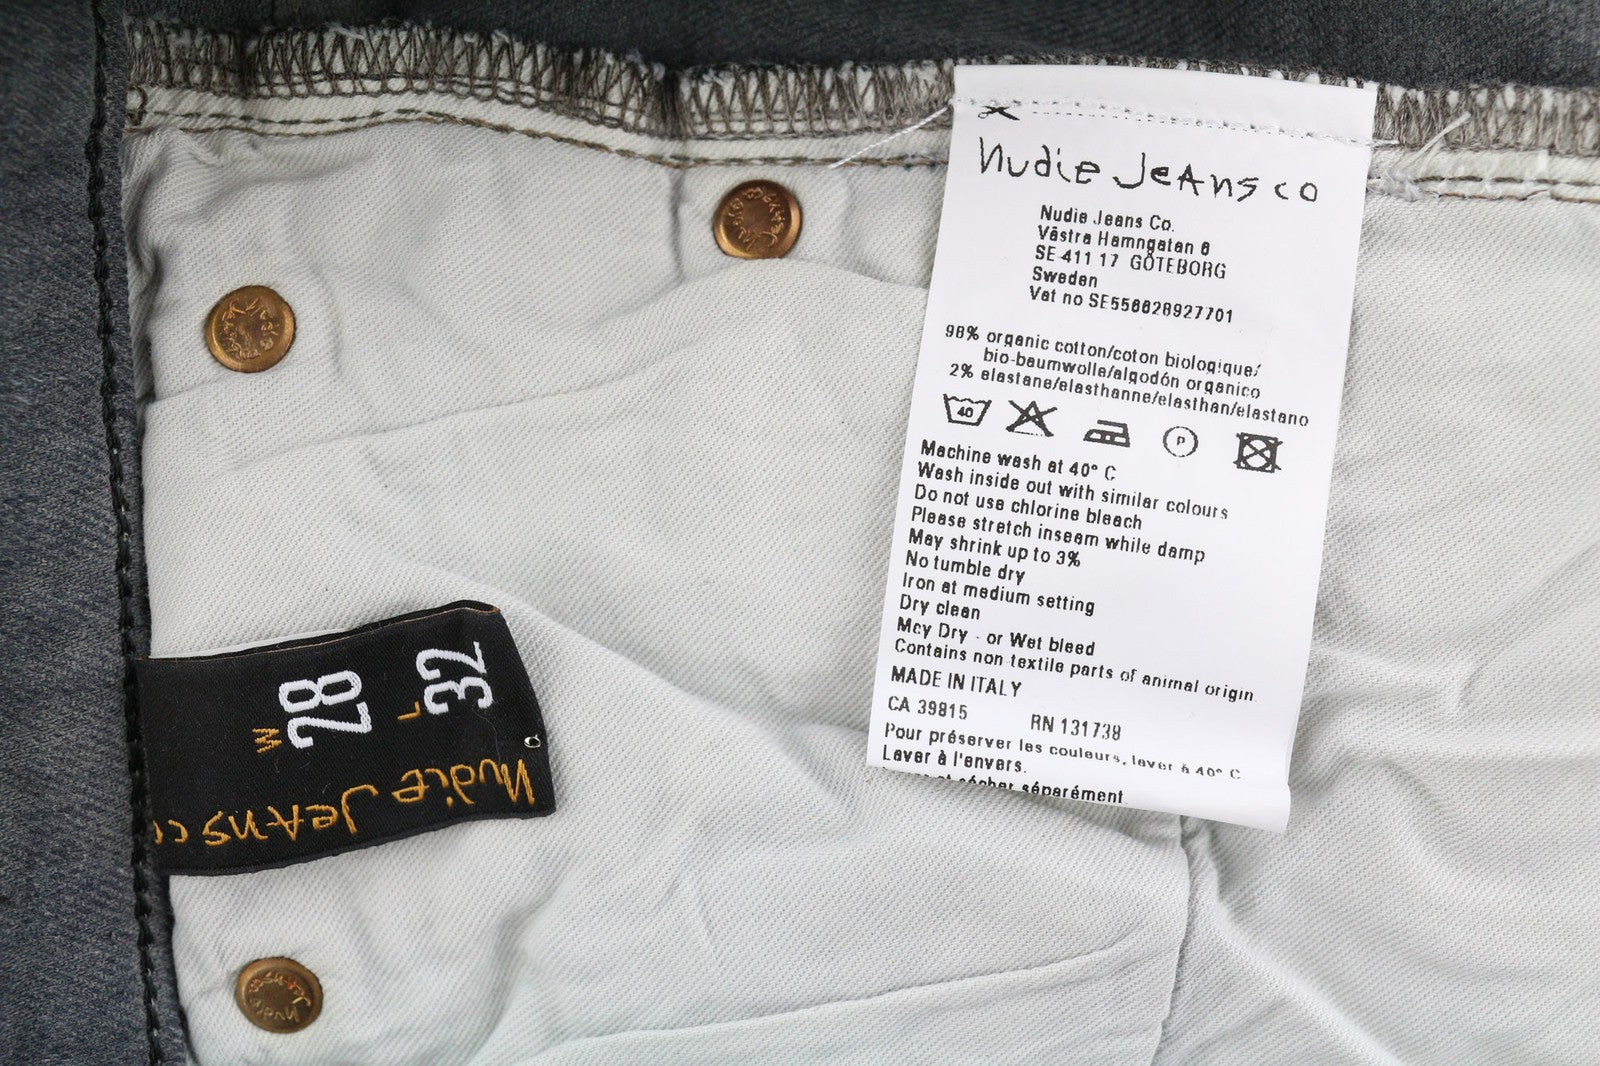 Nudie Jeans co
Nudie Jeans Co.
Västra Hamngatan 6
SE-411 17 GÖTEBORG
Sweden
Vat no SE556628927701
98% organic cotton/coton biologique/
bio-baumwolle/algodón organico
2% elastane/elasthanne/elasthan/elastano
40
P
Machine wash at 40° C
Wash inside out with similar colours
Do not use chlorine bleach
Please stretch inseam while damp
May shrink up to 3%
No tumble dry
Iron at medium setting
Dry clean
May Dry - or Wet bleed
Contains non textile parts of animal origin
MADE IN ITALY
CA 39815 RN 131738
Pour préserver les couleurs, laver à 40° C
Laver à l'envers.
et sécher séparément
W 28
L 32
Nudie Jeans co